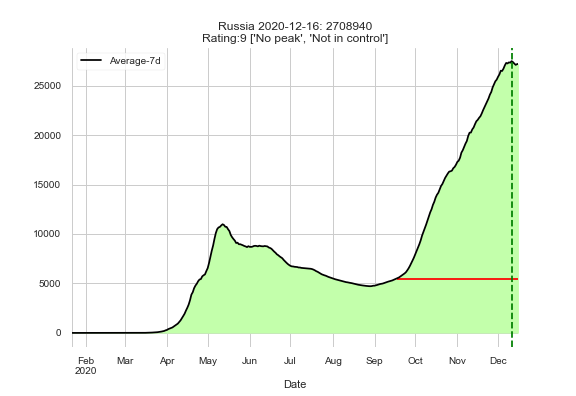 Russia 2020-12-16: 2708940
Rating:9 ['No peak', 'Not in control']
Average-7d
25000
20000
15000
10000
5000
0
Feb Mar Apr May Jun Jul Aug Sep Oct Nov Dec
2020
Date